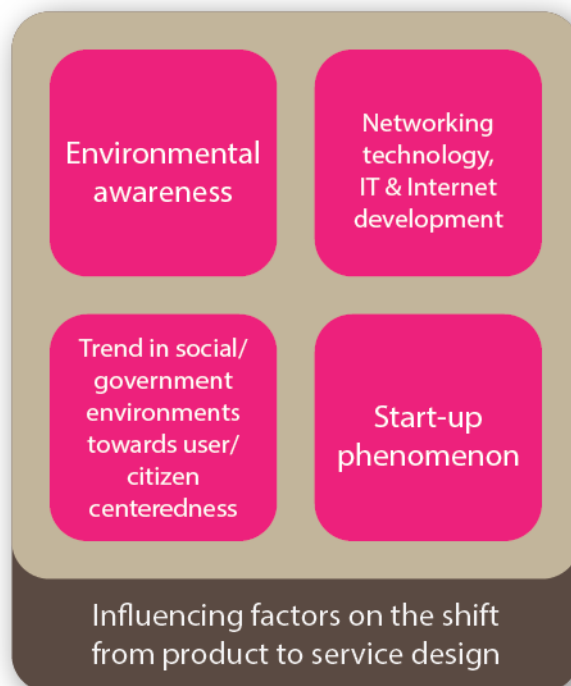 Environmental
awareness
Networking
technology,
IT & Internet
development
Trend in social/
government
environments
towards user/
citizen
centeredness
Start-up
phenomenon
Influencing factors on the shift
from product to service design